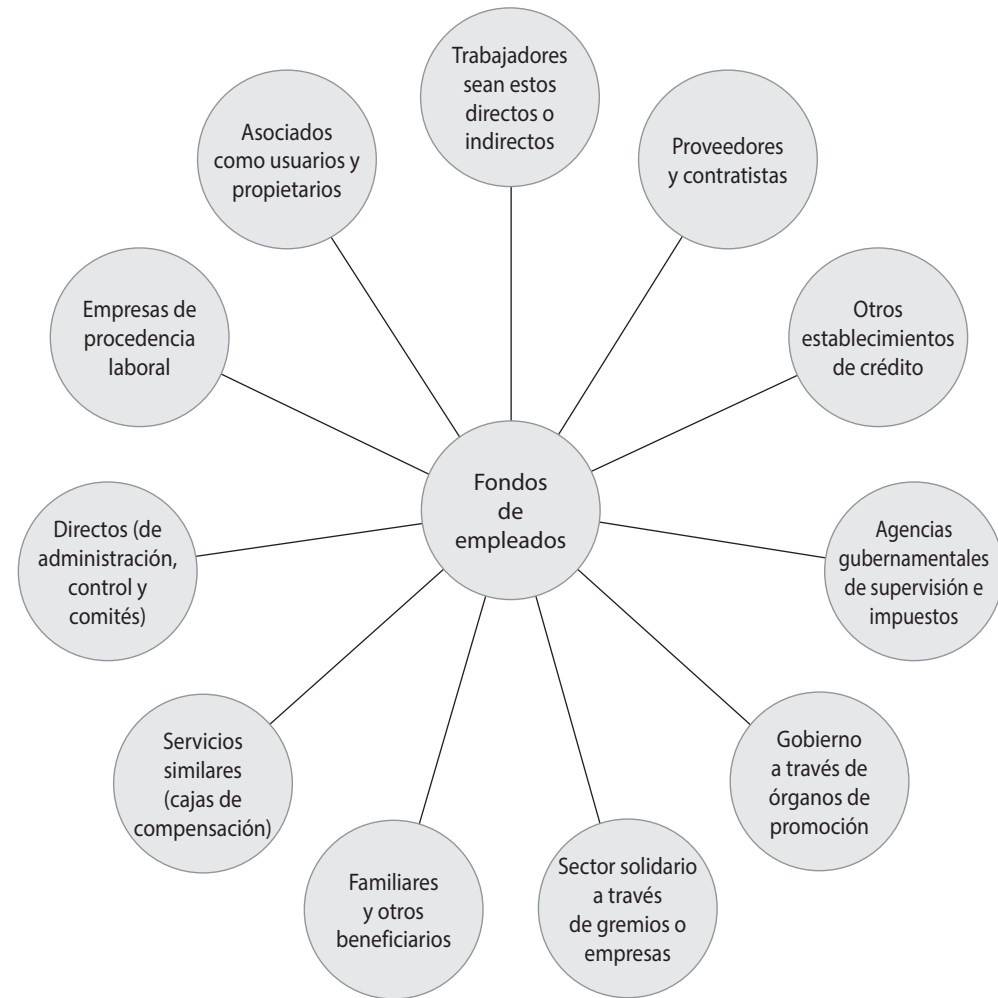 Trabajadores
sean estos
directos o
indirectos
Asociados
como usuarios y
propietarios
Proveedores
y contratistas
Empresas de
procedencia
laboral
Otros
establecimientos
de crédito
Fondos
de
empleados
Directos (de
administración,
control y
comités)
Agencias
gubernamentales
de supervisión e
impuestos
Servicios
similares
(cajas de
compensación)
Gobierno
a través de
órganos de
promoción
Familiares
y otros
beneficiarios
Sector solidario
a través
de gremios o
empresas